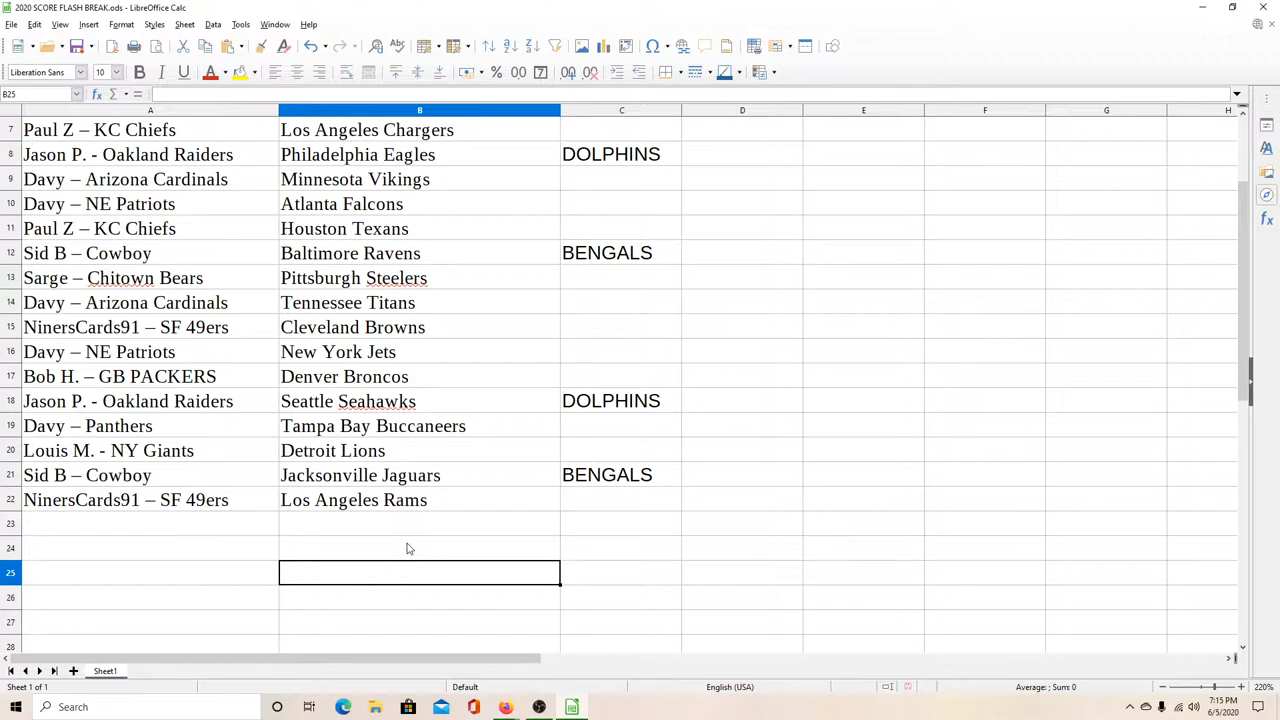 2020 SCORE FLASH BREAK.ods - LibreOffice Calc
File Edit View Insert Format Styles Sheet Data Tools Window Help
Liberation Sans 10
B25
A B C D E F G H
7 Paul Z – KC Chiefs Los Angeles Chargers
8 Jason P. - Oakland Raiders Philadelphia Eagles DOLPHINS
9 Davy – Arizona Cardinals Minnesota Vikings
10 Davy – NE Patriots Atlanta Falcons
11 Paul Z – KC Chiefs Houston Texans
12 Sid B – Cowboy Baltimore Ravens BENGALS
13 Sarge – Chitown Bears Pittsburgh Steelers
14 Davy – Arizona Cardinals Tennessee Titans
15 NinersCards91 – SF 49ers Cleveland Browns
16 Davy – NE Patriots New York Jets
17 Bob H. – GB PACKERS Denver Broncos
18 Jason P. - Oakland Raiders Seattle Seahawks DOLPHINS
19 Davy – Panthers Tampa Bay Buccaneers
20 Louis M. - NY Giants Detroit Lions
21 Sid B – Cowboy Jacksonville Jaguars BENGALS
22 NinersCards91 – SF 49ers Los Angeles Rams
23
24
25
26
27
28
Sheet1
Sheet 1 of 1 Default English (USA) Average: ; Sum: 0 220%
Search 7:15 PM
6/5/2020